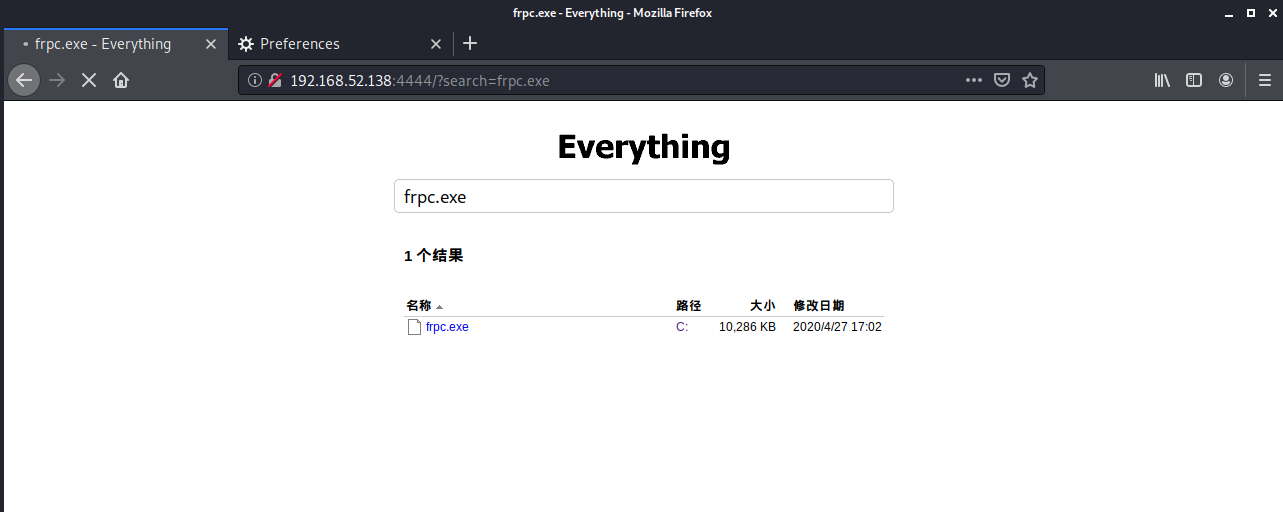 frpc.exe - Everything - Mozilla Firefox
frpc.exe - Everything
Preferences
192.168.52.138:4444/?search=frpc.exe
Everything
frpc.exe
1 个结果
名称 路径 大小 修改日期
frpc.exe C: 10,286 KB 2020/4/27 17:02